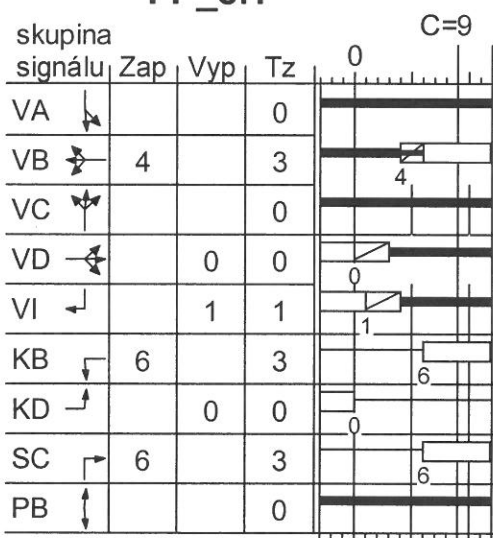 C=9
skupina
signálu Zap Vyp Tz 0
VA 0
VB 4 3 4
VC 0
VD 0 0 0
VI 1 1 1
KB 6 3 6
KD 0 0 0
SC 6 3 6
PB 0